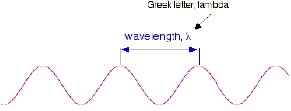 Greek letter, lambda
wavelength, λ